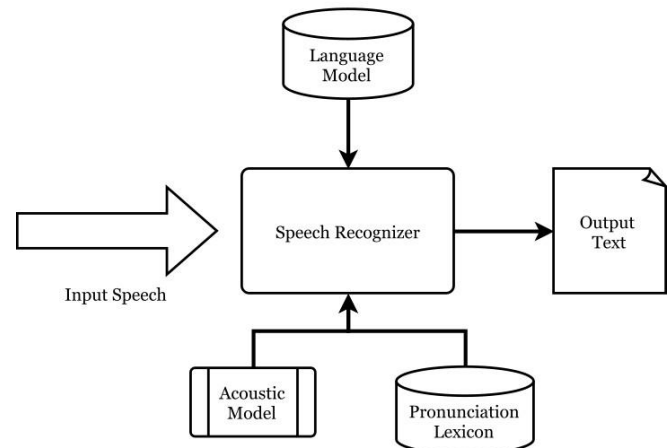 Language
Model
Speech Recognizer
Output
Text
Input Speech
Acoustic
Model
Pronunciation
Lexicon